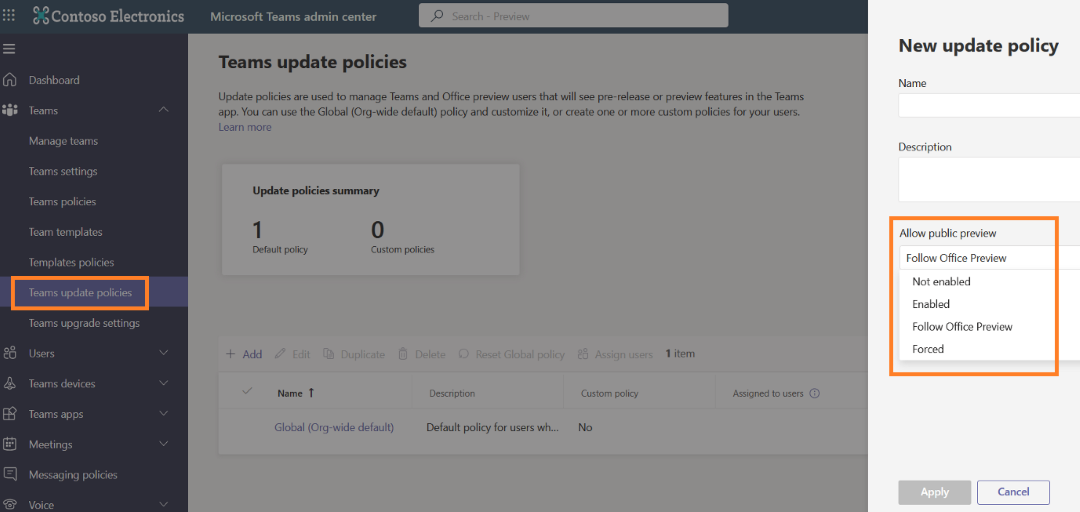 Contoso Electronics
Microsoft Teams admin center
Search - Preview
Dashboard
Teams
Manage teams
Teams settings
Teams policies
Team templates
Templates policies
Teams update policies
Teams upgrade settings
Users
Teams devices
Teams apps
Meetings
Messaging policies
Voice
Teams update policies
Update policies are used to manage Teams and Office preview users that will see pre-release or preview features in the Teams
app. You can use the Global (Org-wide default) policy and customize it, or create one or more custom policies for your users.
Learn more
Update policies summary
1 0
Default policy Custom policies
+ Add Edit Duplicate Delete Reset Global policy Assign users 1 item
Name ↑ Description Custom policy Assigned to users
Global (Org-wide default) Default policy for users wh... No
New update policy
Name
Description
Allow public preview
Follow Office Preview
Not enabled
Enabled
Follow Office Preview
Forced
Apply Cancel